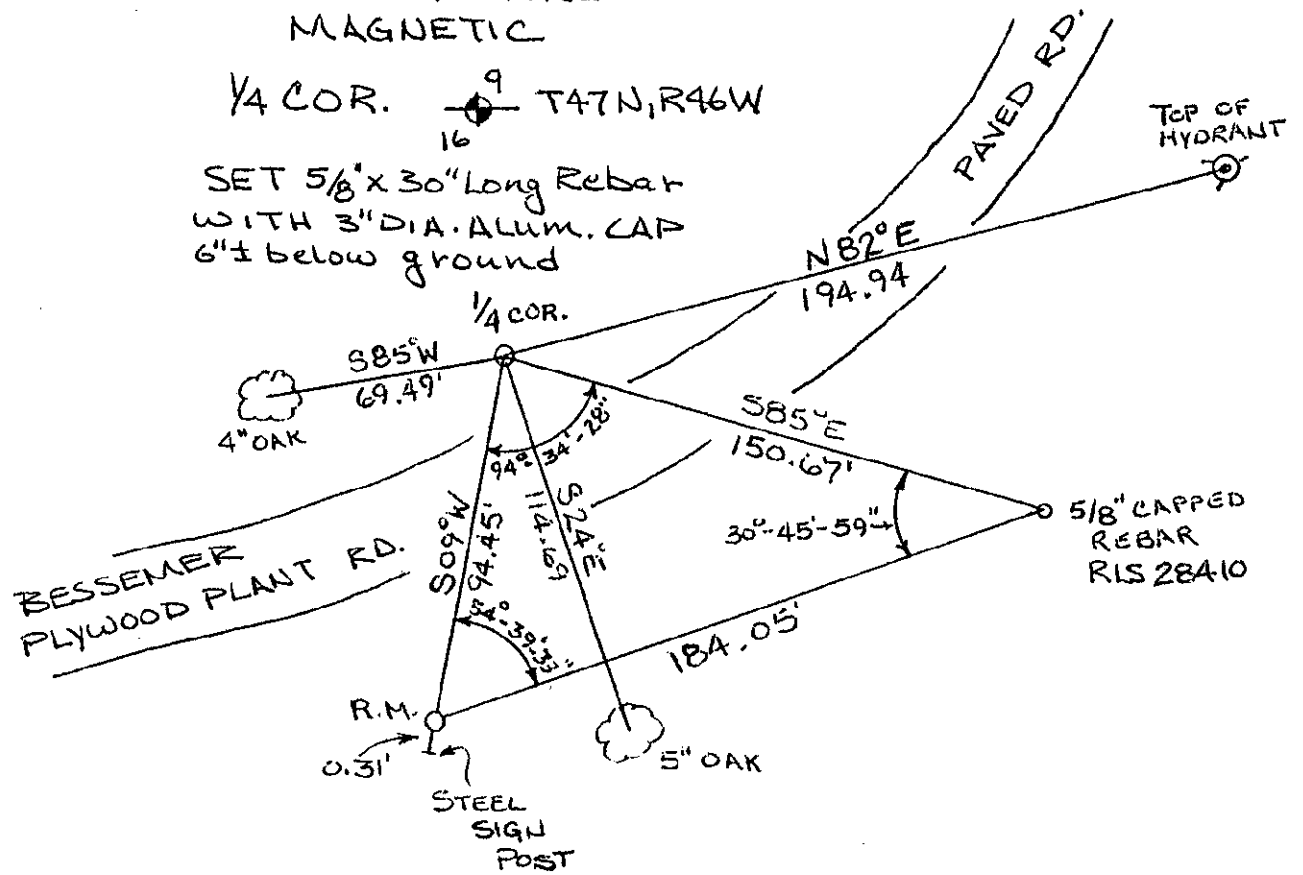 MAGNETIC
1/4 COR.
9
16
T47N, R46W
SET 5/8" x 30" Long Rebar
WITH 3" DIA. ALUM. CAP
6"± below ground
PAVED RD.
TOP OF
HYDRANT
N82°E
194.94
1/4 COR.
S85°W
69.49'
4" OAK
S85°E
150.67'
94°-34'-28"
S09°W
94.45'
S24°E
114.69
30°-45'-59"
5/8" CAPPED
REBAR
RLS 28410
BESSEMER
PLYWOOD PLANT RD.
54°-39'-33"
184.05'
R.M.
0.31'
5" OAK
STEEL
SIGN
POST